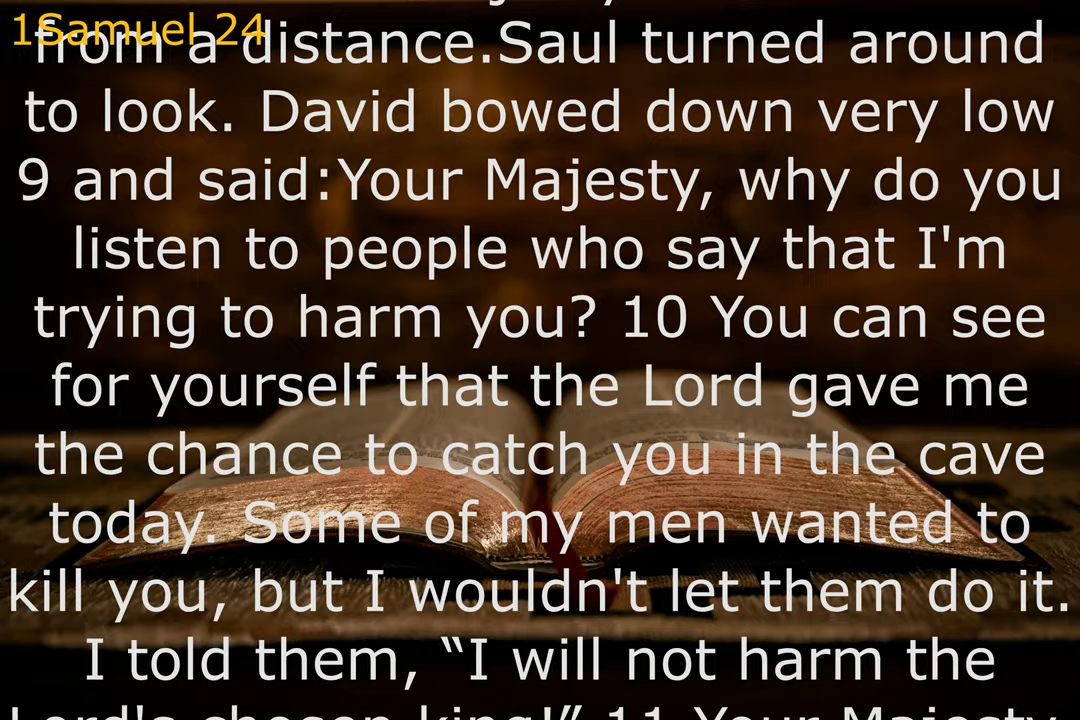 1Samuel 24
from a distance.Saul turned around
to look. David bowed down very low
9 and said:Your Majesty, why do you
listen to people who say that I'm
trying to harm you? 10 You can see
for yourself that the Lord gave me
the chance to catch you in the cave
today. Some of my men wanted to
kill you, but I wouldn't let them do it.
I told them, “I will not harm the
Lord's chosen king!” 11 Your Majesty,